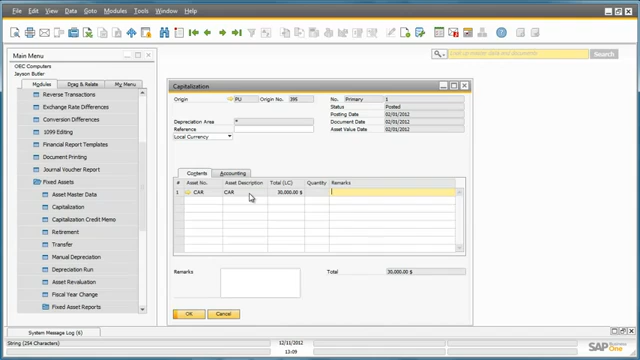 File Edit View Data Goto Modules Tools Window Help
Main Menu
OEC Computers
Jayson Butler
Modules Drag & Relate My Menu
Reverse Transactions
Exchange Rate Differences
Conversion Differences
1099 Editing
Financial Report Templates
Document Printing
Journal Voucher Report
Fixed Assets
Asset Master Data
Capitalization
Capitalization Credit Memo
Retirement
Transfer
Manual Depreciation
Depreciation Run
Asset Revaluation
Fiscal Year Change
Fixed Asset Reports
Search
Capitalization
Origin PU Origin No. 395 No. Primary 1
Status Posted
Posting Date 02/01/2012
Depreciation Area * Document Date 02/01/2012
Reference Asset Value Date 02/01/2012
Local Currency
Contents Accounting
# Asset No. Asset Description Total (LC) Quantity Remarks
1 CAR CAR 30,000.00 $
Remarks Total 30,000.00 $
OK Cancel
System Message Log (6)
String (254 Characters) 12/11/2012
13:09
SAP Business One